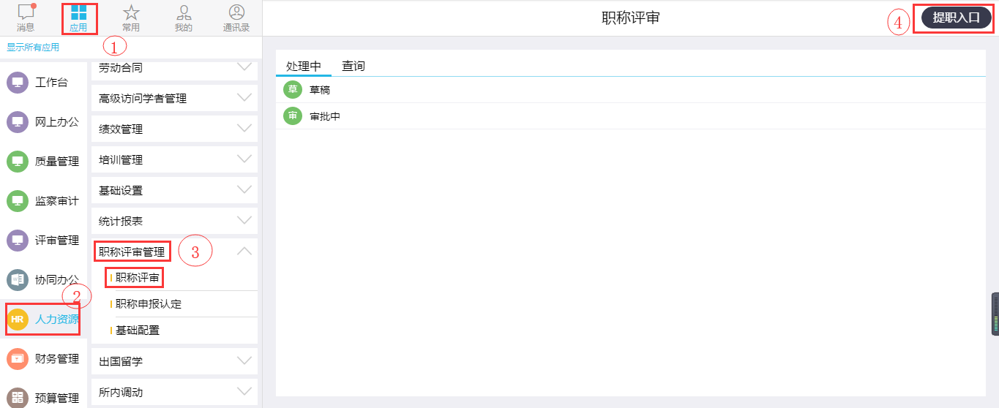 消息
应用
常用
我的
通讯录
①
显示所有应用
工作台
网上办公
质量管理
监察审计
评审管理
协同办公
②
HR 人力资源
财务管理
预算管理
劳动合同
高级访问学者管理
绩效管理
培训管理
基础设置
统计报表
职称评审管理
③
职称评审
职称申报认定
基础配置
出国留学
所内调动
职称评审
④
提职入口
处理中
查询
草 草稿
审 审批中